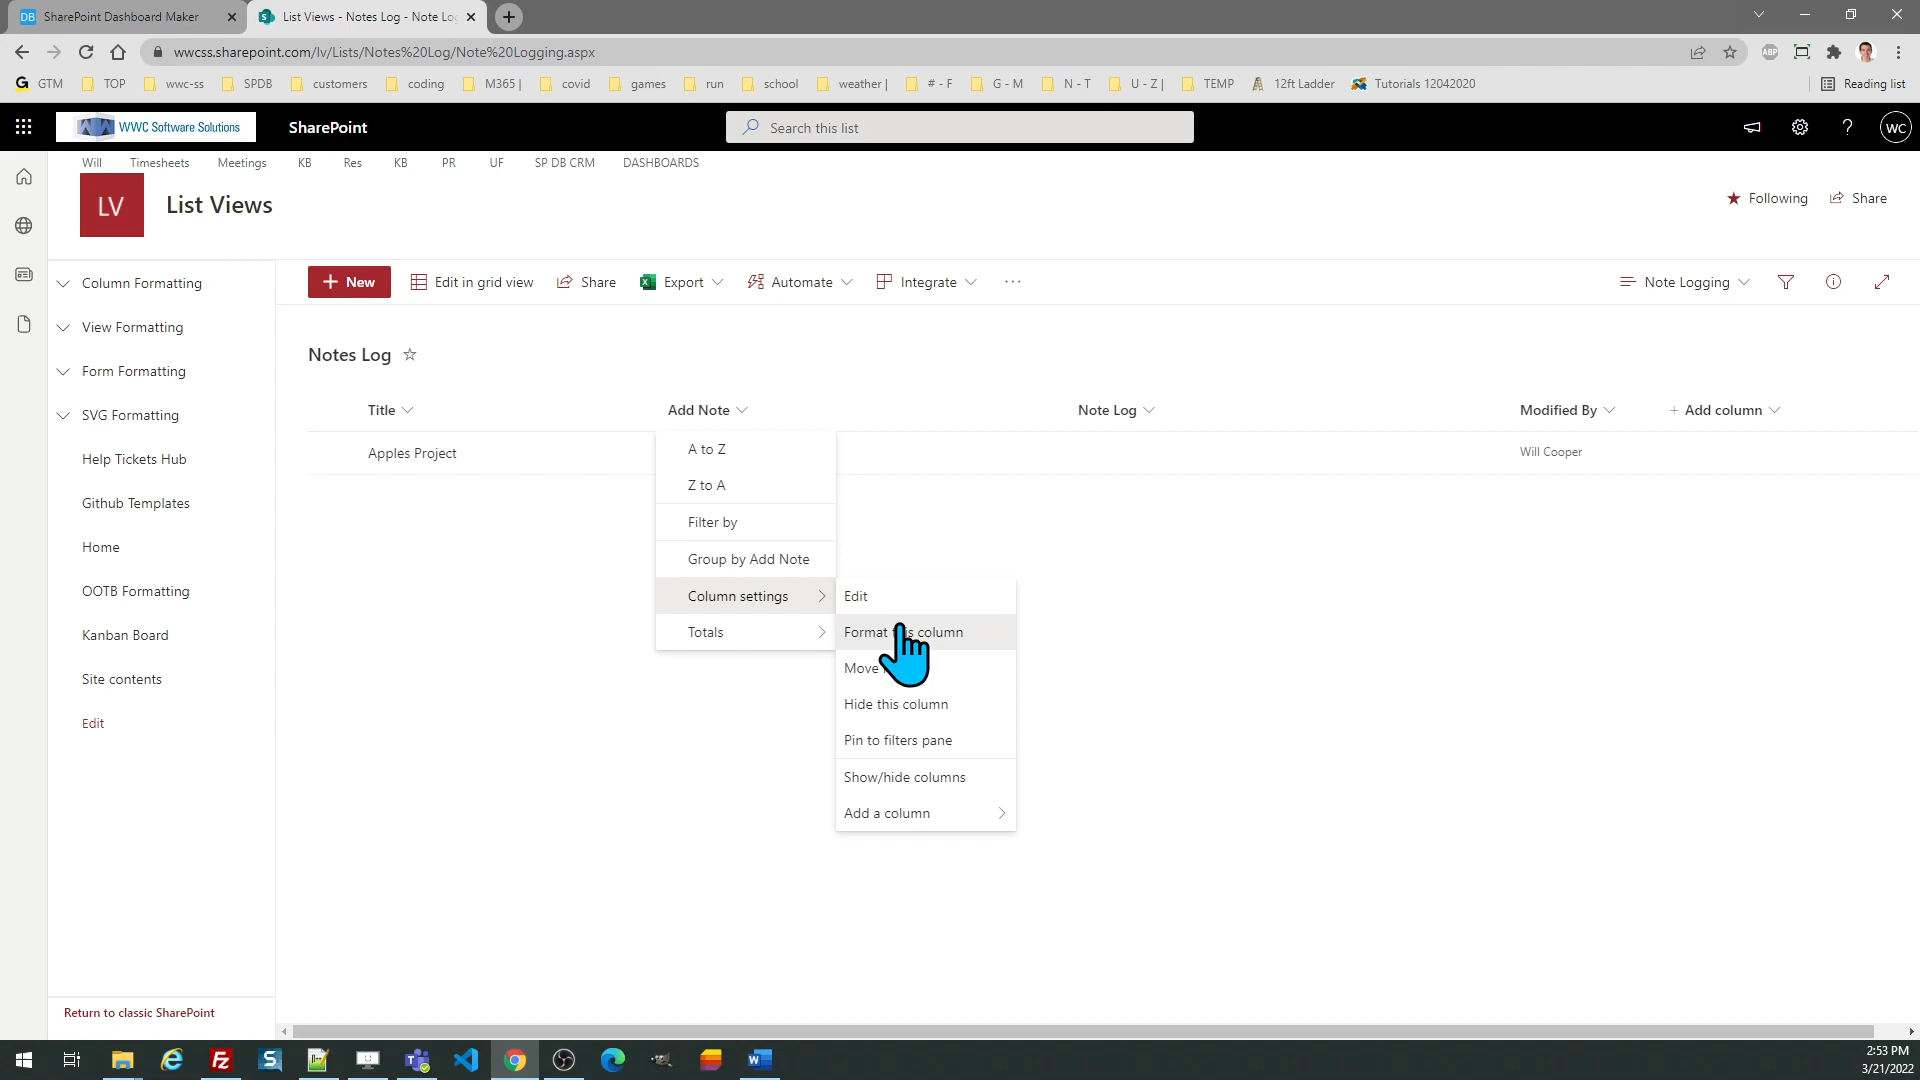 DB SharePoint Dashboard Maker
List Views - Notes Log - Note Log
wwcss.sharepoint.com/lv/Lists/Notes%20Log/Note%20Logging.aspx
ABP
GTM TOP wwc-ss SPDB customers coding M365 | covid games run school weather | # - F G - M N - T U - Z | TEMP 12ft Ladder Tutorials 12042020 Reading list
WWC Software Solutions
SharePoint
Search this list
?
WC
Will Timesheets Meetings KB Res KB PR UF SP DB CRM DASHBOARDS
LV
List Views
Following
Share
Column Formatting
View Formatting
Form Formatting
SVG Formatting
Help Tickets Hub
Github Templates
Home
OOTB Formatting
Kanban Board
Site contents
Edit
Return to classic SharePoint
+ New
Edit in grid view
Share
Export
Automate
Integrate
...
Note Logging
Notes Log
Title Add Note Note Log Modified By + Add column
Apples Project
Will Cooper
A to Z
Z to A
Filter by
Group by Add Note
Column settings
Totals
Edit
Format this column
Move
Hide this column
Pin to filters pane
Show/hide columns
Add a column
2:53 PM
3/21/2022